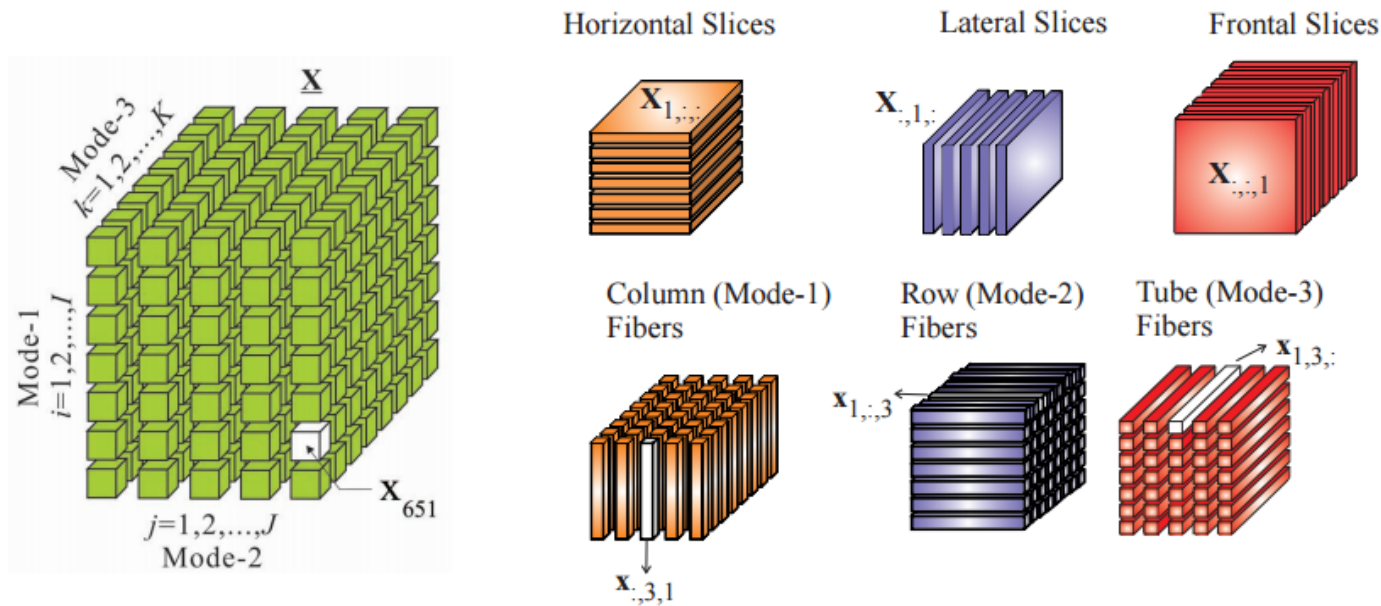 X
Mode-3
k=1,2,...,K
Mode-1
i=1,2,...,I
X651
j=1,2,...,J
Mode-2
Horizontal Slices
X1,:,:
Lateral Slices
X:,1,:
Frontal Slices
X:,:,1
Column (Mode-1)
Fibers
x:,3,1
Row (Mode-2)
Fibers
x1,:,3
Tube (Mode-3)
Fibers
x1,3,: